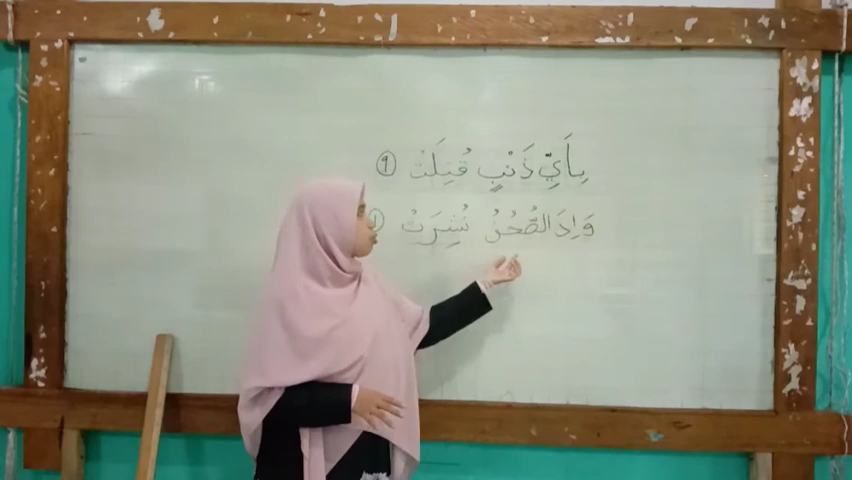 بِأَيِّ ذَنْبٍ قُتِلَتْ ٩
وَاِدَ الصُّحُفُ نُشِرَتْ